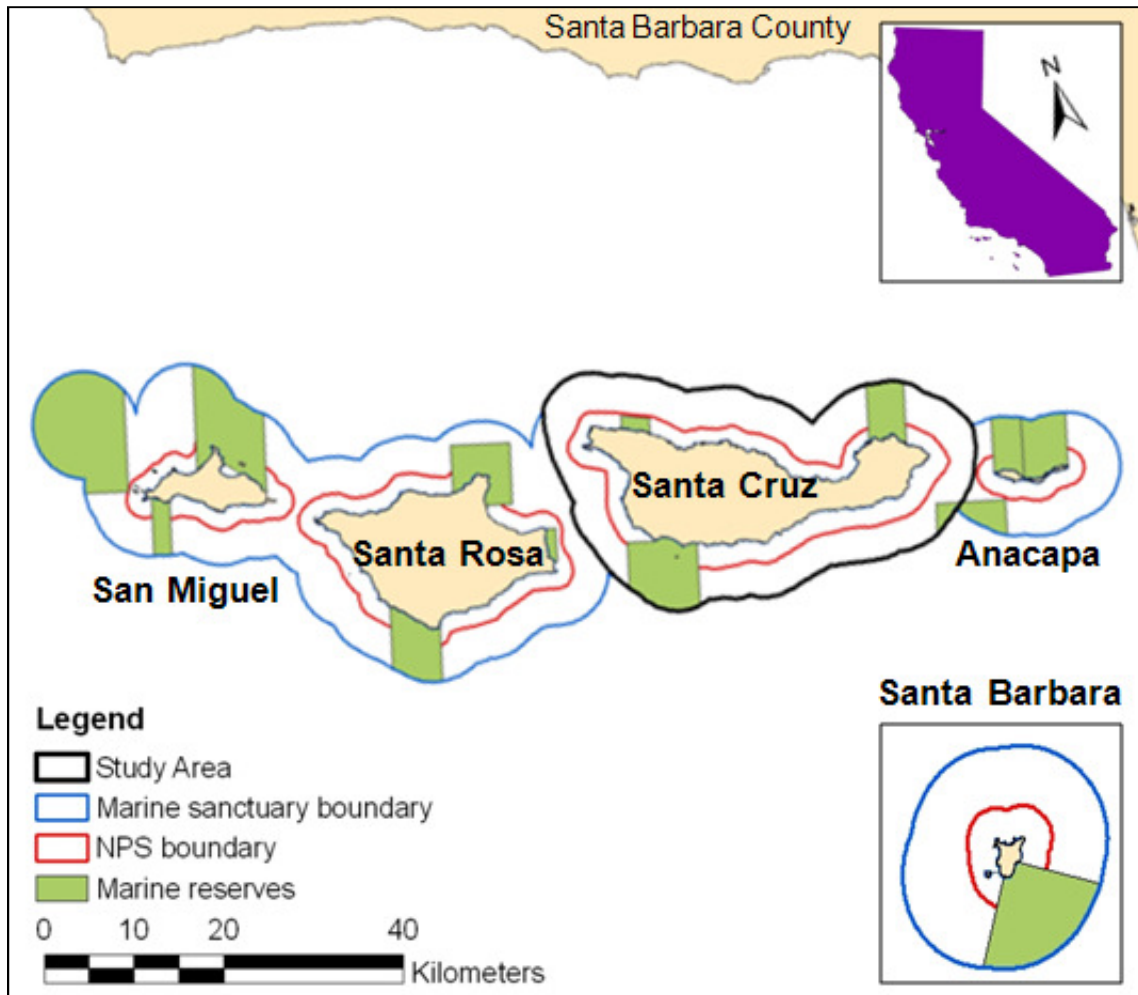 Santa Barbara County
N
Santa Cruz
Santa Rosa
Anacapa
San Miguel
Santa Barbara
Legend
Study Area
Marine sanctuary boundary
NPS boundary
Marine reserves
0 10 20 40
Kilometers